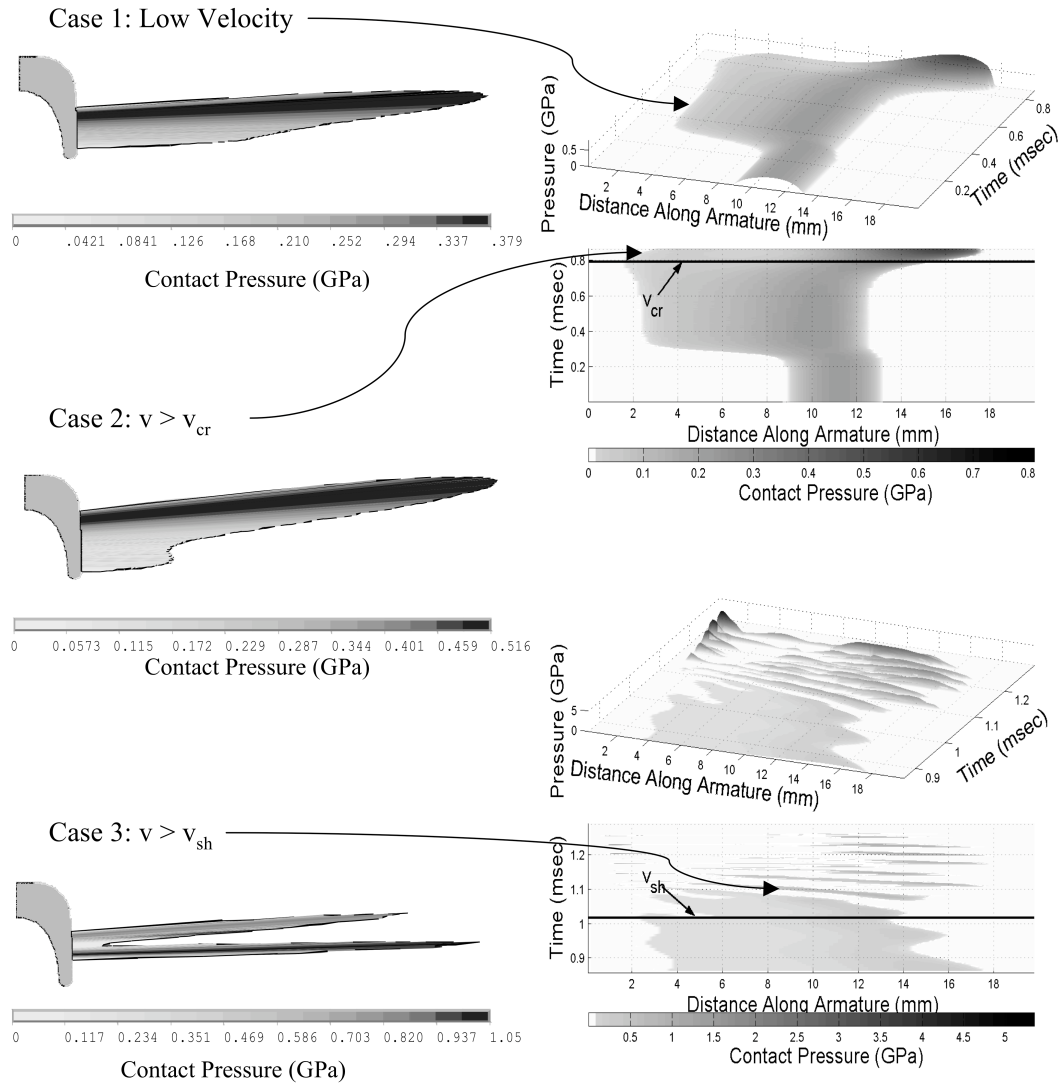 Case 1: Low Velocity
0 .0421 .0841 .126 .168 .210 .252 .294 .337 .379
Contact Pressure (GPa)
Pressure (GPa)
0.5
0
2 4 6 8 10 12 14 16 18
Distance Along Armature (mm)
0.2 0.4 0.6 0.8
Time (msec)
Time (msec)
0.8
0.6
0.4
0.2
v cr
0 2 4 6 8 10 12 14 16 18
Distance Along Armature (mm)
0 0.1 0.2 0.3 0.4 0.5 0.6 0.7 0.8
Contact Pressure (GPa)
Case 2: v > vcr
0 0.0573 0.115 0.172 0.229 0.287 0.344 0.401 0.459 0.516
Contact Pressure (GPa)
Pressure (GPa)
5
0
2 4 6 8 10 12 14 16 18
Distance Along Armature (mm)
0.9 1 1.1 1.2
Time (msec)
Case 3: v > vsh
0 0.117 0.234 0.351 0.469 0.586 0.703 0.820 0.937 1.05
Contact Pressure (GPa)
Time (msec)
1.2
1.1
1
0.9
v sh
2 4 6 8 10 12 14 16 18
Distance Along Armature (mm)
0.5 1 1.5 2 2.5 3 3.5 4 4.5 5
Contact Pressure (GPa)